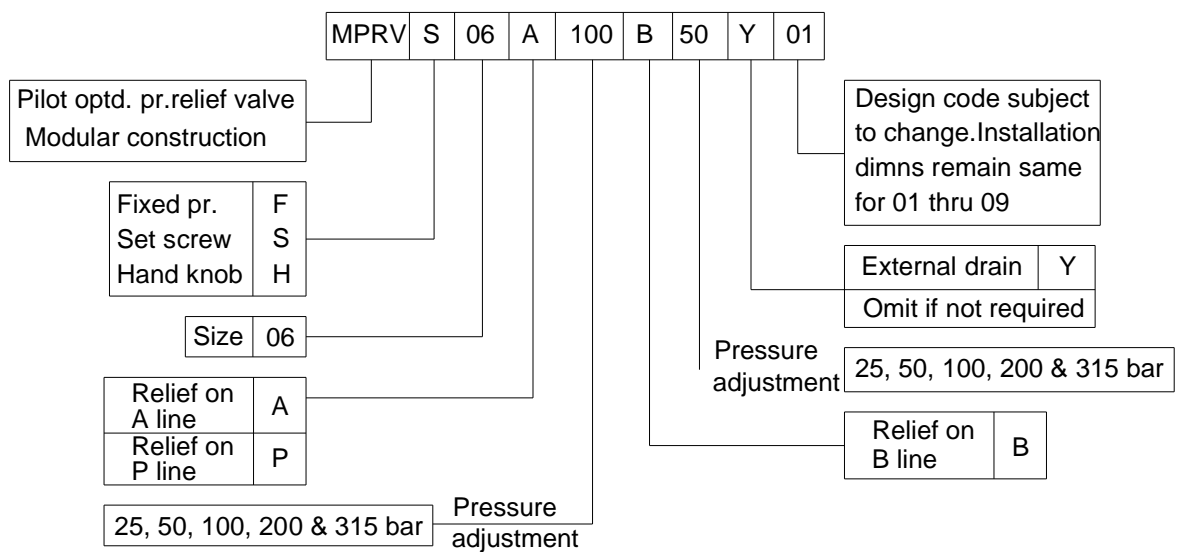 MPRV S 06 A 100 B 50 Y 01
Pilot optd. pr.relief valve
Modular construction
Fixed pr. F
Set screw S
Hand knob H
Size 06
Relief on
A line A
Relief on
P line P
25, 50, 100, 200 & 315 bar
Pressure
adjustment
Design code subject
to change.Installation
dimns remain same
for 01 thru 09
External drain Y
Omit if not required
Pressure
adjustment
25, 50, 100, 200 & 315 bar
Relief on
B line B